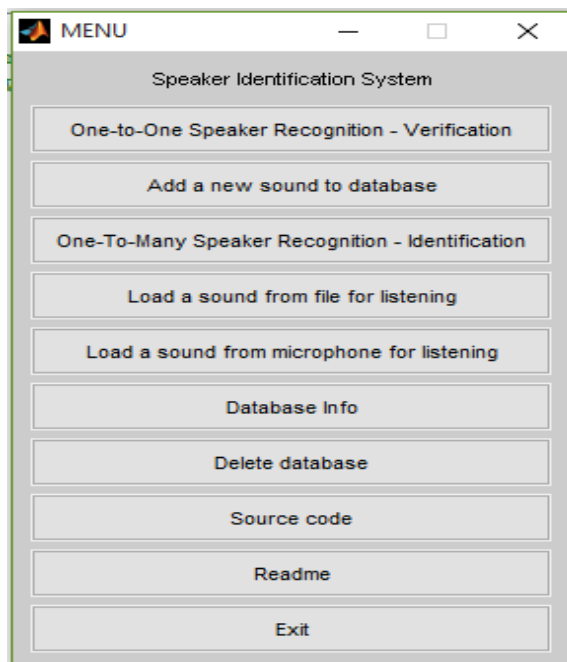 MENU
Speaker Identification System
One-to-One Speaker Recognition - Verification
Add a new sound to database
One-To-Many Speaker Recognition - Identification
Load a sound from file for listening
Load a sound from microphone for listening
Database Info
Delete database
Source code
Readme
Exit